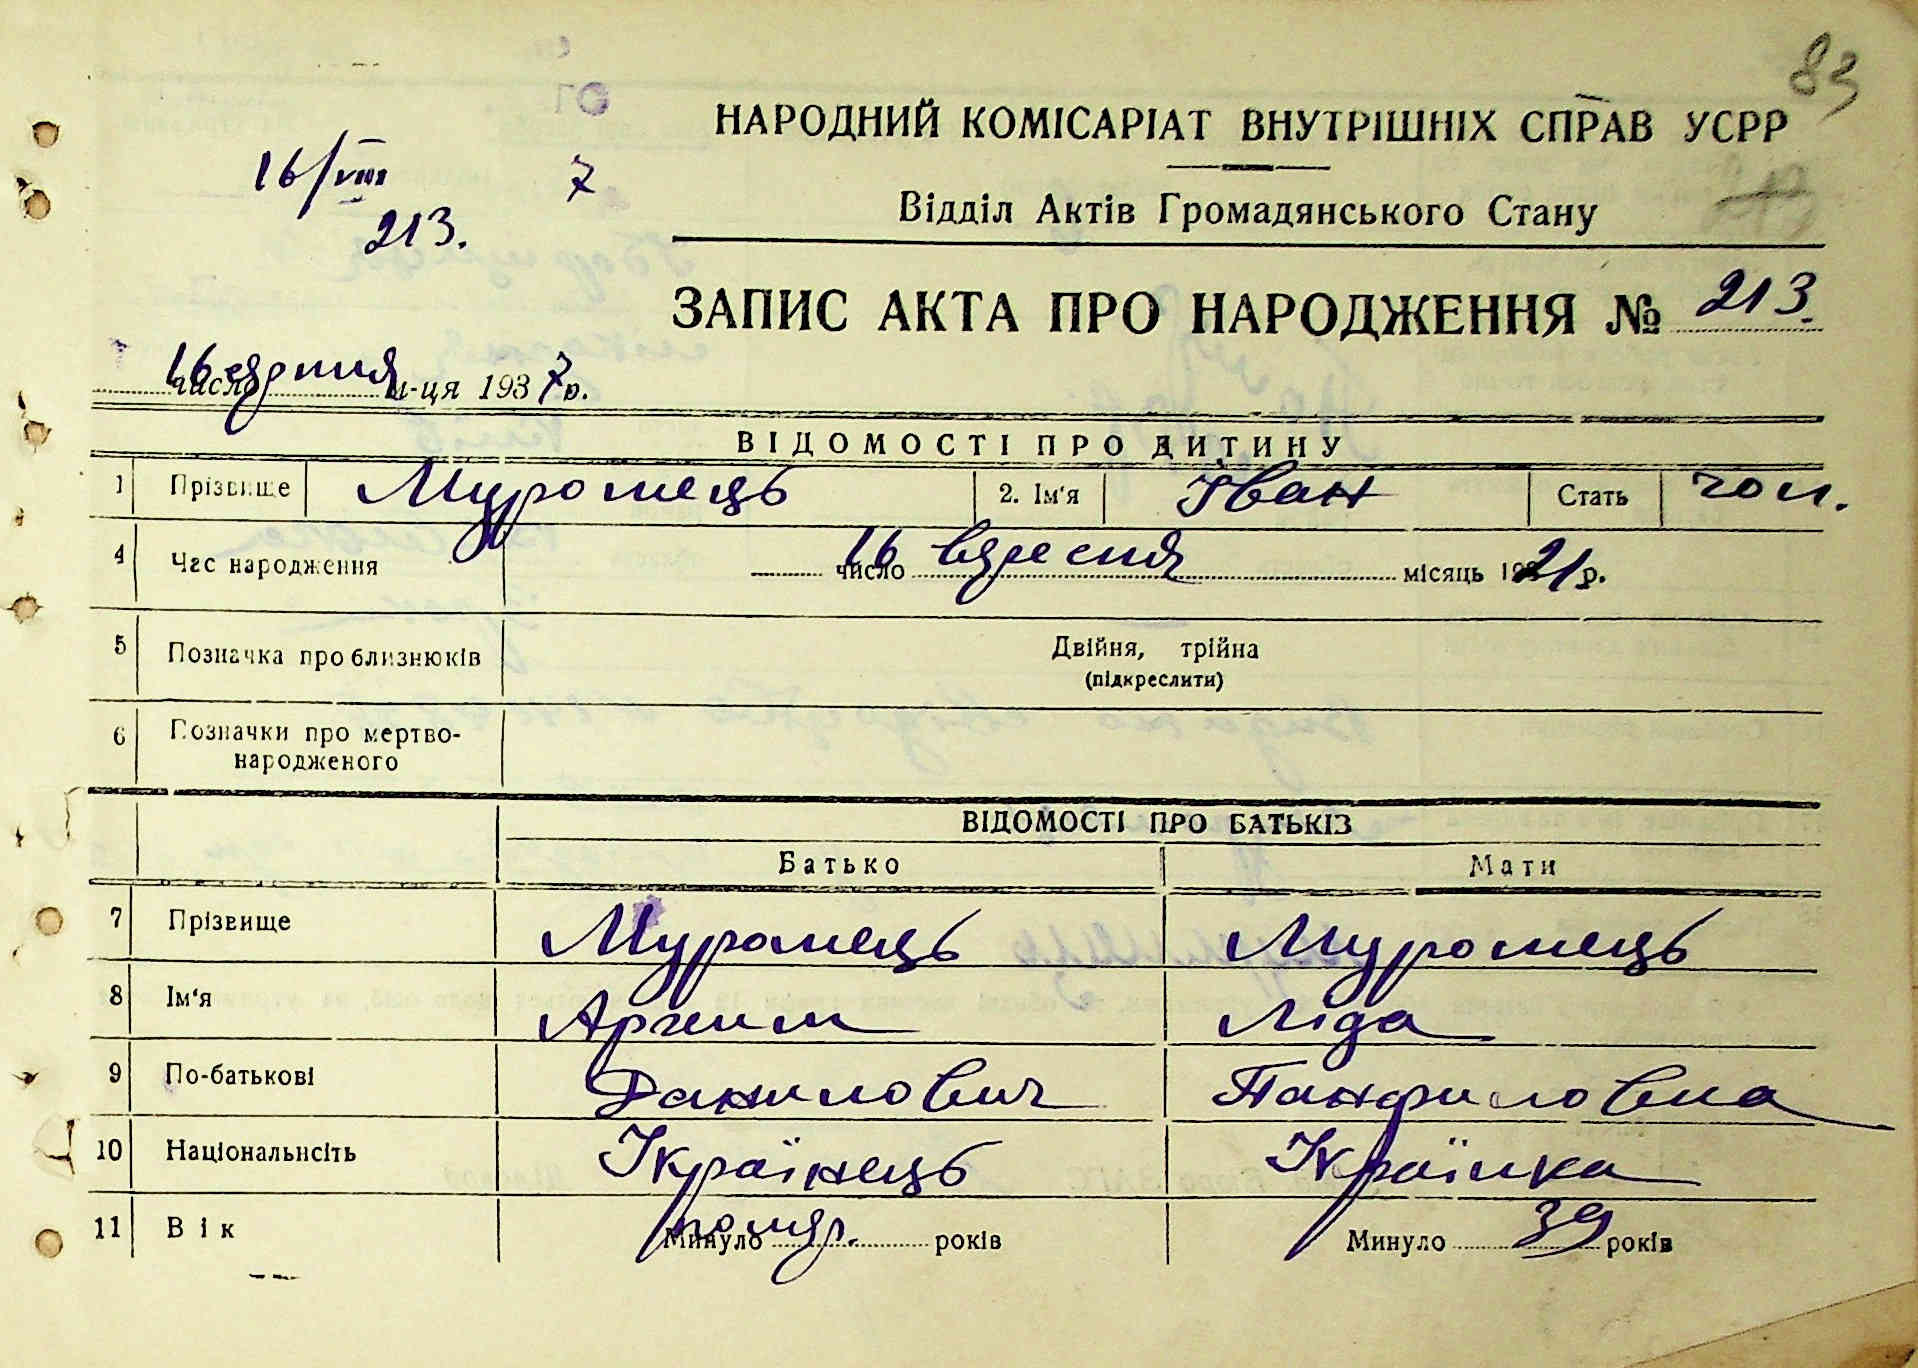 83
НАРОДНИЙ КОМІСАРІАТ ВНУТРІШНІХ СПРАВ УСРР
16/VIII 7
213.
Відділ Актів Громадянського Стану
ЗАПИС АКТА ПРО НАРОДЖЕННЯ № 213.
16 число серпня м-ця 1937 р.
ВІДОМОСТІ ПРО ДИТИНУ
1 Прізвище Муромець 2. Ім'я Іван Стать чол.
4 Час народження 16 число вересня місяць 1921 р.
5 Позначка про близнюків Двійня, трійна
(підкреслити)
6 Позначки про мертво-
народженого
ВІДОМОСТІ ПРО БАТЬКІВ
Батько Мати
7 Прізвище Муромець Муромець
8 Ім'я Архим Ліда
9 По-батькові Данилович Панфиловна
10 Національнсіть Українець Українка
11 Вік Минуло помер. років Минуло 39 років